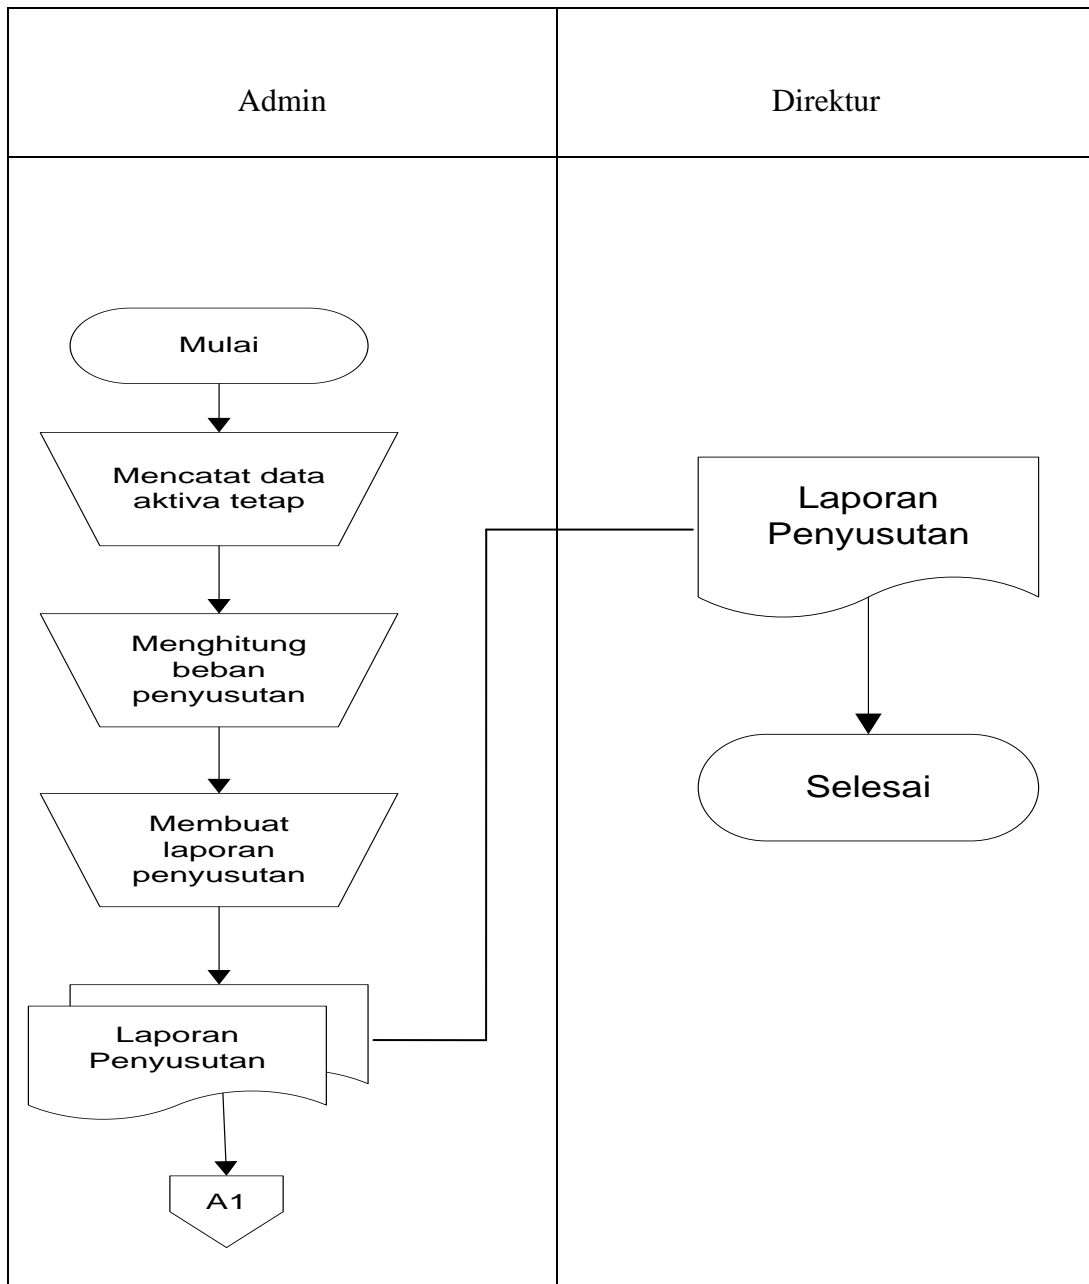 Admin
Direktur
Mulai
Mencatat data
aktiva tetap
Menghitung
beban
penyusutan
Membuat
laporan
penyusutan
Laporan
Penyusutan
A1
Laporan
Penyusutan
Selesai